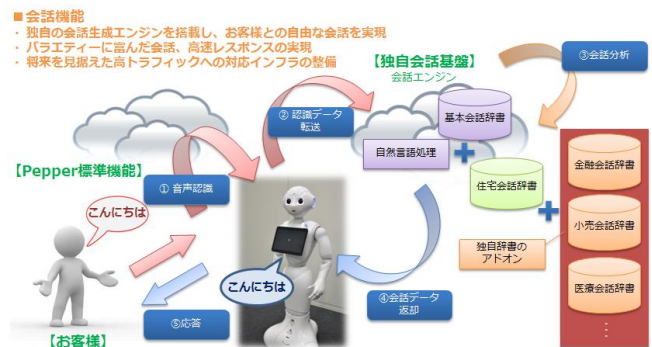 ■会話機能
・ 独自の会話生成エンジンを搭載し、お客様との自由な会話を実現
・ バラエティーに富んだ会話、高速レスポンスの実現
・ 将来を見据えた高トラフィックへの対応インフラの整備
【独自会話基盤】
会話エンジン
③会話分析
② 認識データ
転送
基本会話辞書
自然言語処理
【Pepper標準機能】
① 音声認識
住宅会話辞書
金融会話辞書
こんにちは
小売会話辞書
独自辞書の
アドオン
こんにちは
医療会話辞書
④会話データ
返却
⑤応答
【お客様】
⋮